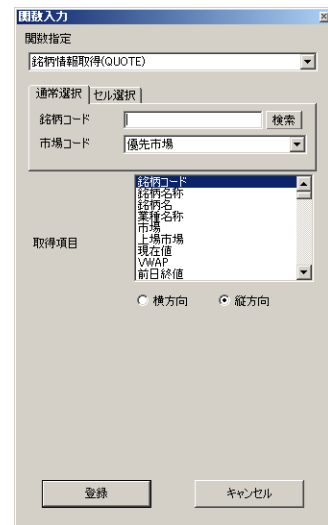 関数入力
関数指定
銘柄情報取得(QUOTE)
通常選択 セル選択
銘柄コード 検索
市場コード 優先市場
取得項目
銘柄コード
銘柄名称
銘柄名
業種名称
市場
上場市場
現在値
VWAP
前日終値
横方向 縦方向
登録 キャンセル